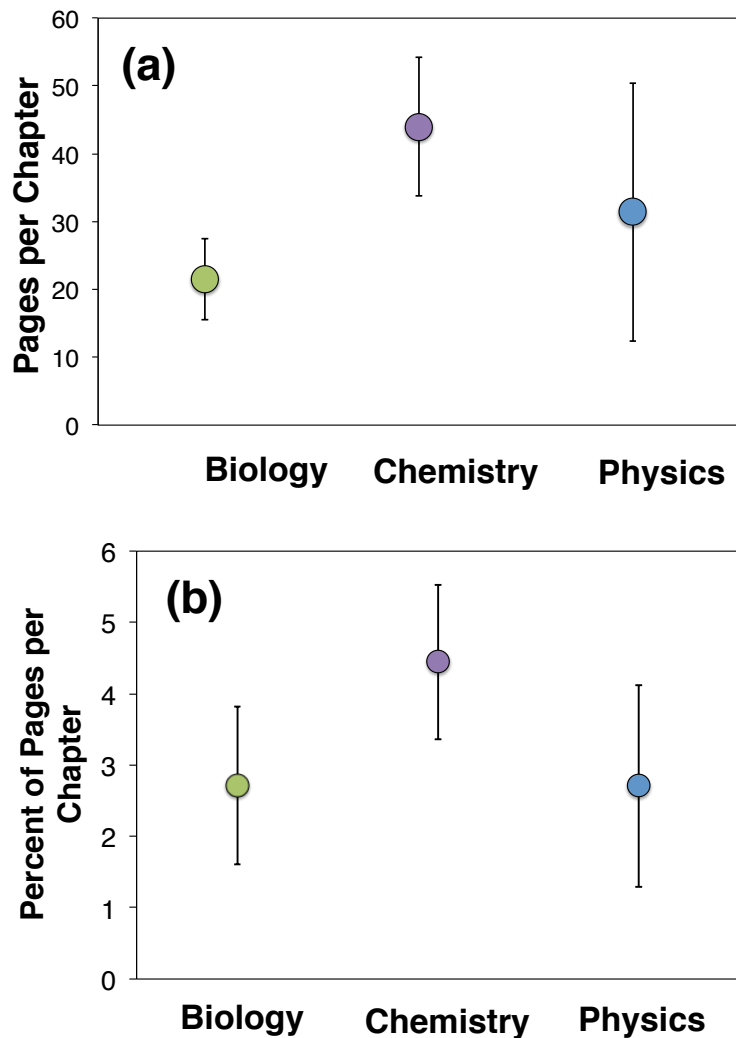 60
(a)
50
40
30
20
10
0
Pages per Chapter
Biology Chemistry Physics
6
(b)
5
4
3
2
1
0
Percent of Pages per
Chapter
Biology Chemistry Physics